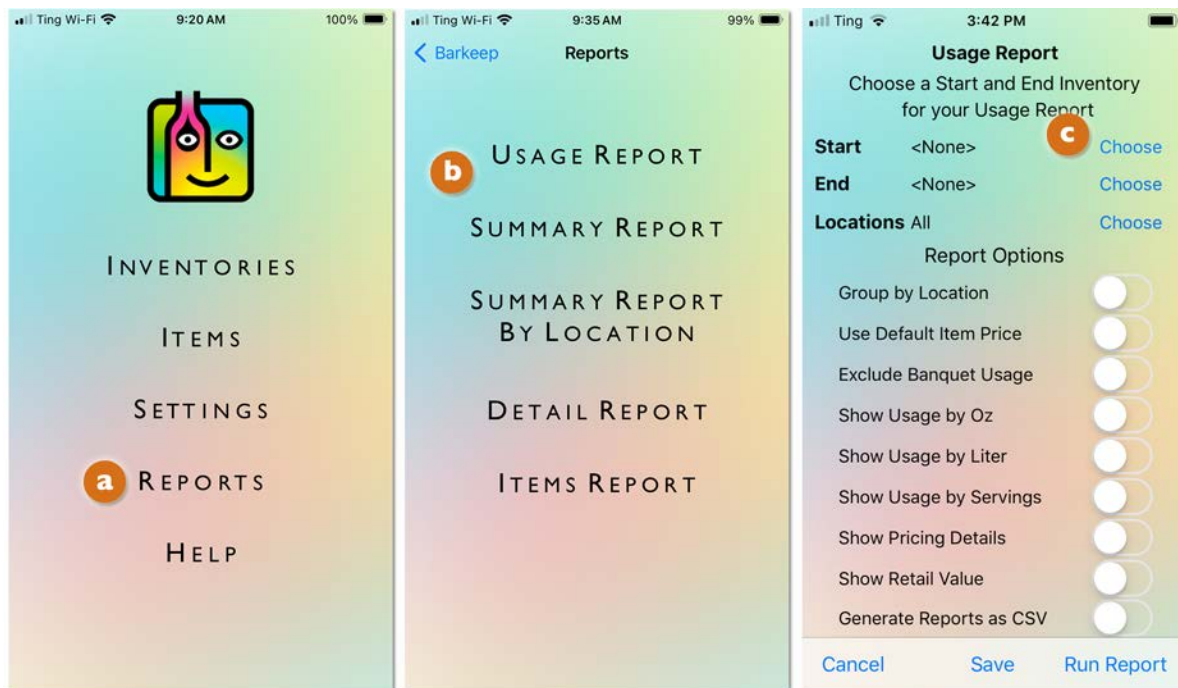 Ting Wi-Fi 9:20 AM 100%
INVENTORIES
ITEMS
SETTINGS
a REPORTS
HELP
Ting Wi-Fi 9:35 AM 99%
Barkeep Reports
b USAGE REPORT
SUMMARY REPORT
SUMMARY REPORT
BY LOCATION
DETAIL REPORT
ITEMS REPORT
Ting 3:42 PM
Usage Report
Choose a Start and End Inventory
for your Usage Report
c
Start <None> Choose
End <None> Choose
Locations All Choose
Report Options
Group by Location
Use Default Item Price
Exclude Banquet Usage
Show Usage by Oz
Show Usage by Liter
Show Usage by Servings
Show Pricing Details
Show Retail Value
Generate Reports as CSV
Cancel Save Run Report